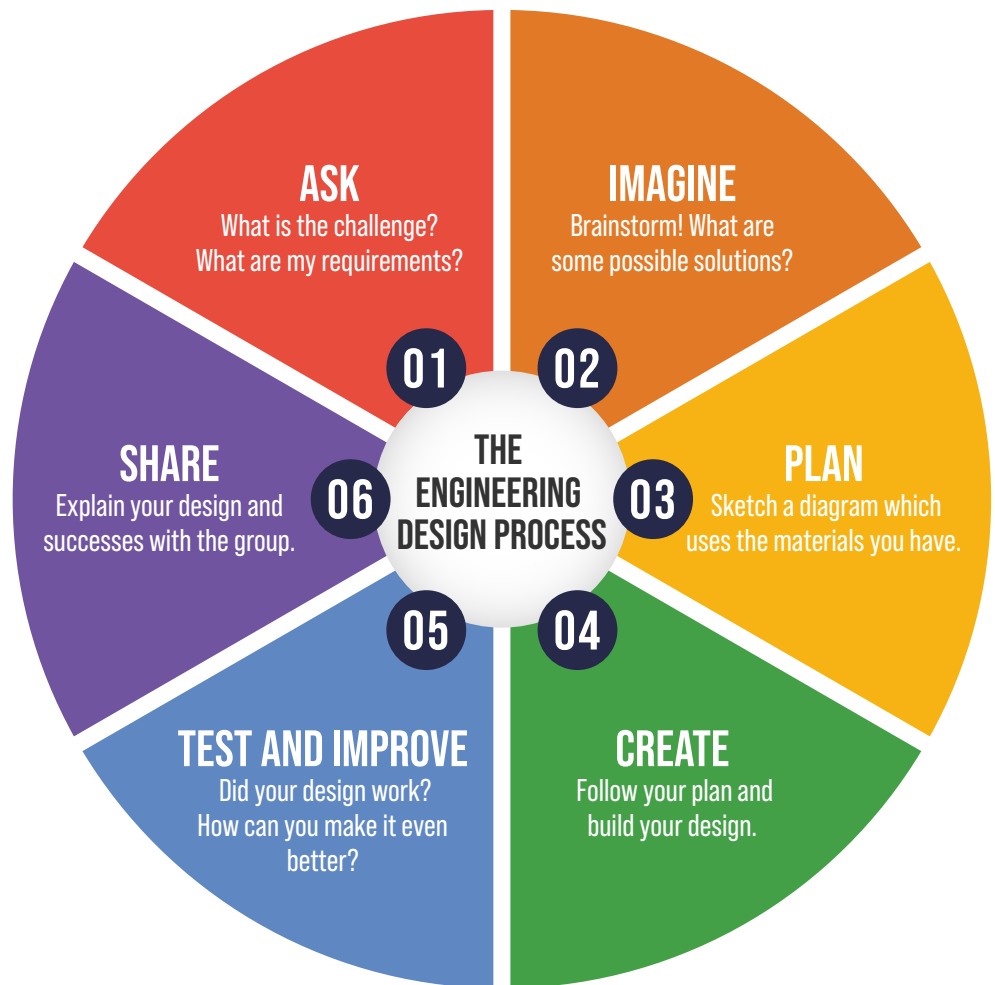 THE
ENGINEERING
DESIGN PROCESS
01
ASK
What is the challenge?
What are my requirements?
02
IMAGINE
Brainstorm! What are
some possible solutions?
03
PLAN
Sketch a diagram which
uses the materials you have.
04
CREATE
Follow your plan and
build your design.
05
TEST AND IMPROVE
Did your design work?
How can you make it even
better?
06
SHARE
Explain your design and
successes with the group.